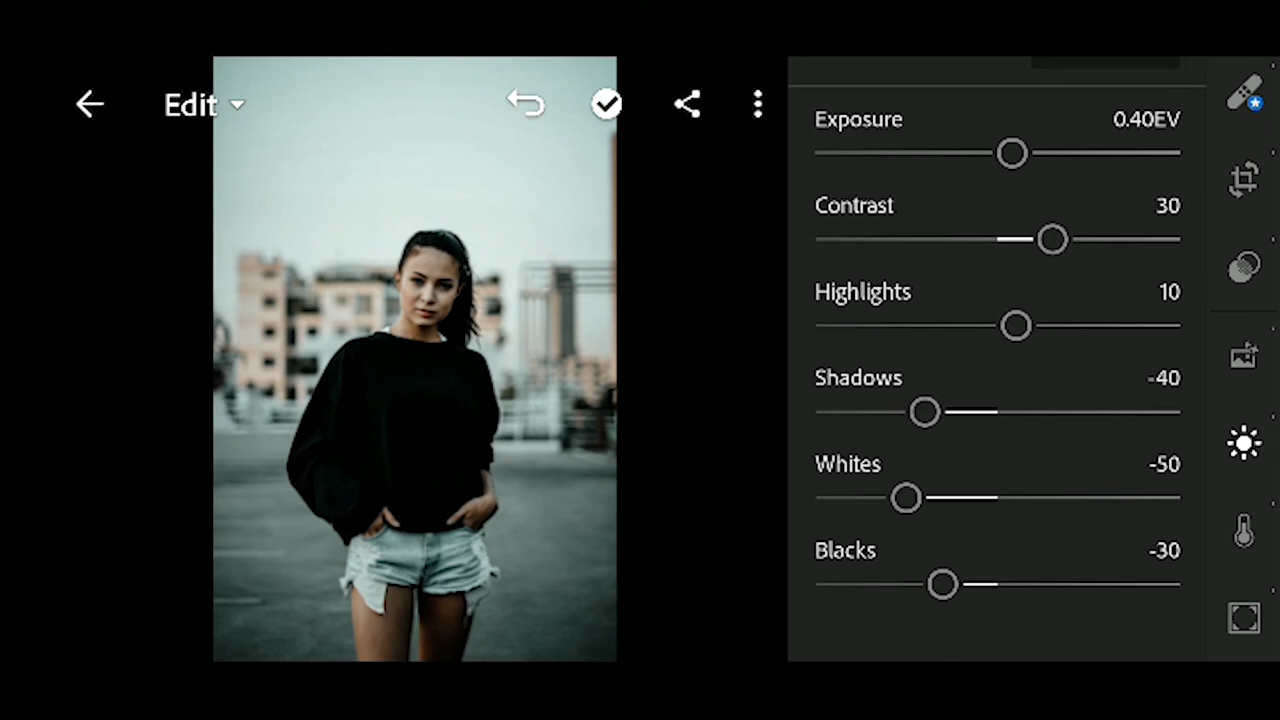 Edit
Exposure 0.40EV
Contrast 30
Highlights 10
Shadows -40
Whites -50
Blacks -30